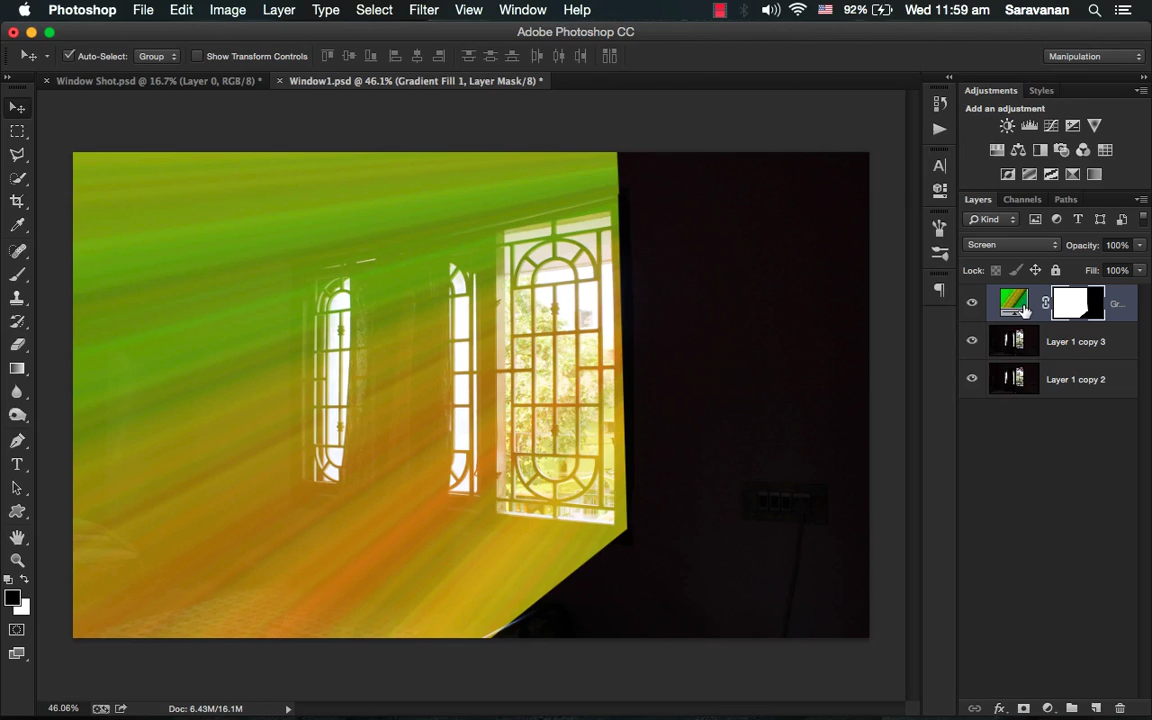 Photoshop File Edit Image Layer Type Select Filter View Window Help 92% Wed 11:59 am Saravanan
Adobe Photoshop CC
Auto-Select: Group Show Transform Controls Manipulation
Window Shot.psd @ 16.7% (Layer 0, RGB/8) * Window1.psd @ 46.1% (Gradient Fill 1, Layer Mask/8) *
Adjustments Styles
Add an adjustment
Layers Channels Paths
Kind
Screen Opacity: 100%
Lock: Fill: 100%
Gr...
Layer 1 copy 3
Layer 1 copy 2
46.06% Doc: 6.43M/16.1M